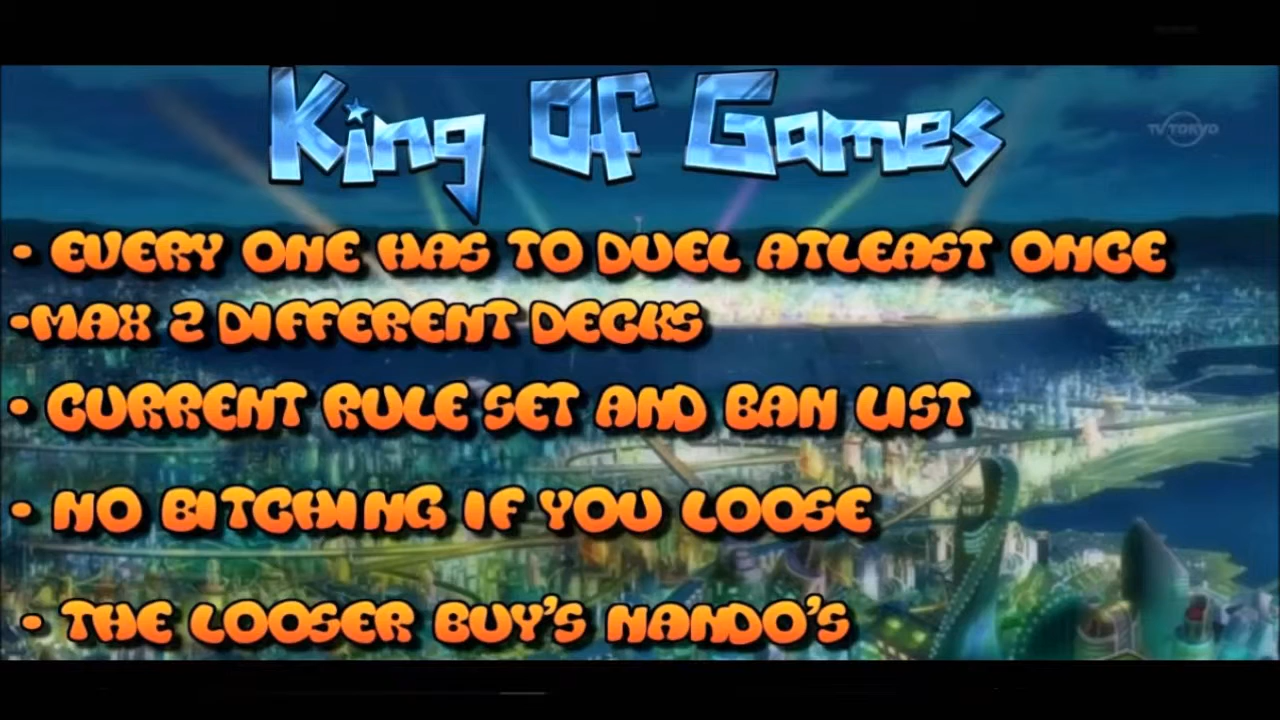 King Of Games
TV TOKYO
- EVERY ONE HAS TO DUEL ATLEAST ONCE
-MAX 2 DIFFERENT DECKS
- CURRENT RULE SET AND BAN LIST
- NO BITCHING IF YOU LOOSE
- THE LOOSER BUY'S NANDO'S